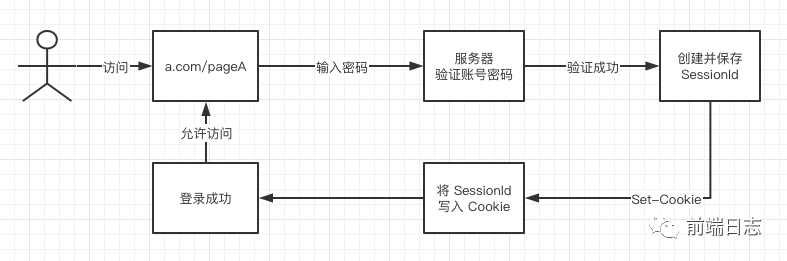 访问
a.com/pageA
输入密码
服务器
验证账号密码
验证成功
创建并保存
SessionId
允许访问
登录成功
将 SessionId
写入 Cookie
Set-Cookie
前端日志